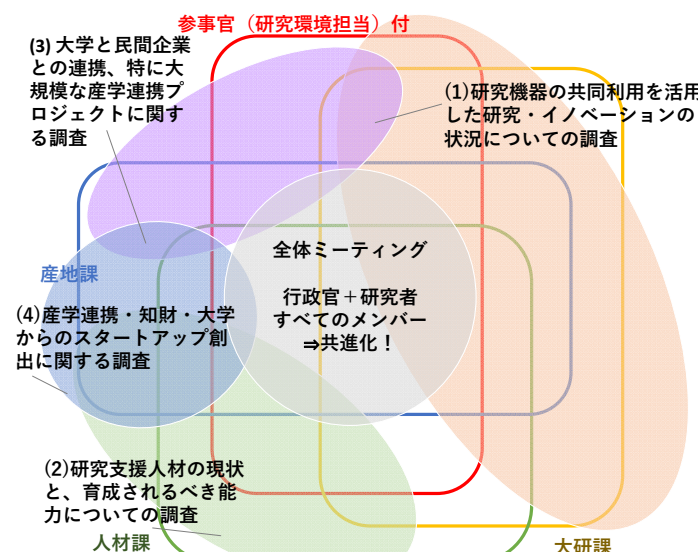 参事官（研究環境担当）付
(3) 大学と民間企業
との連携、特に大
規模な産学連携プ
ロジェクトに関す
る調査
(1)研究機器の共同利用を活用
した研究・イノベーションの
状況についての調査
全体ミーティング
行政官＋研究者
すべてのメンバー
⇒共進化！
産地課
(4)産学連携・知財・大学
からのスタートアップ創
出に関する調査
(2)研究支援人材の現状
と、育成されるべき能
力についての調査
人材課
大研課